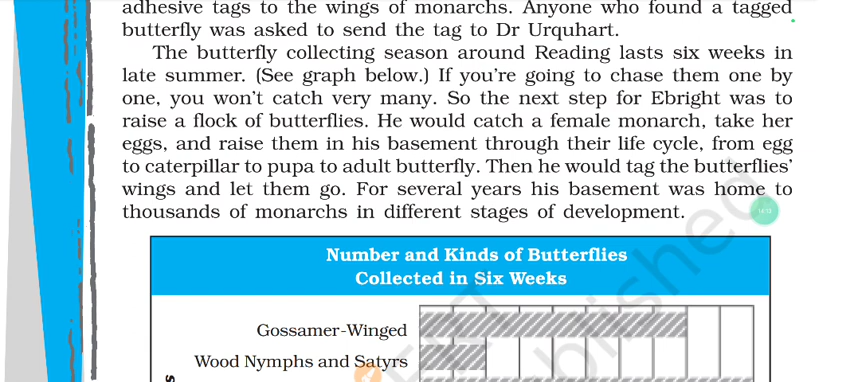 adhesive tags to the wings of monarchs. Anyone who found a tagged
butterfly was asked to send the tag to Dr Urquhart.
The butterfly collecting season around Reading lasts six weeks in
late summer. (See graph below.) If you’re going to chase them one by
one, you won’t catch very many. So the next step for Ebright was to
raise a flock of butterflies. He would catch a female monarch, take her
eggs, and raise them in his basement through their life cycle, from egg
to caterpillar to pupa to adult butterfly. Then he would tag the butterflies’
wings and let them go. For several years his basement was home to
thousands of monarchs in different stages of development.
Number and Kinds of Butterflies
Collected in Six Weeks
Gossamer-Winged
Wood Nymphs and Satyrs